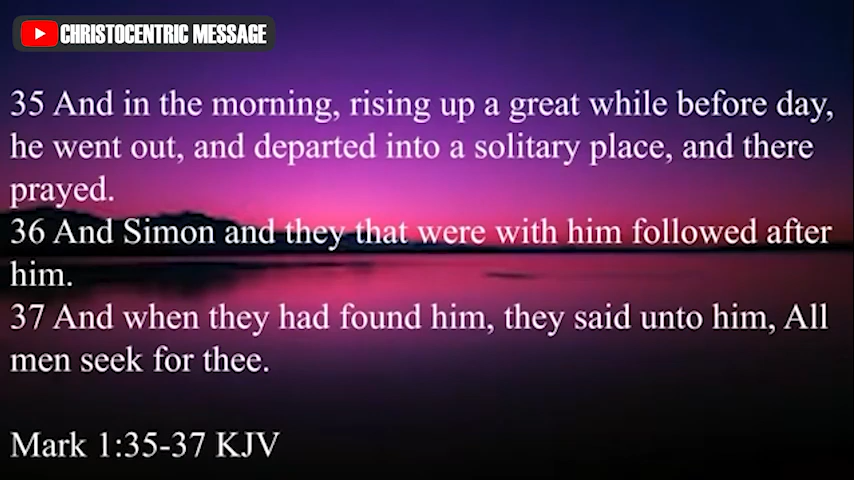 CHRISTOCENTRIC MESSAGE
35 And in the morning, rising up a great while before day,
he went out, and departed into a solitary place, and there
prayed.
36 And Simon and they that were with him followed after
him.
37 And when they had found him, they said unto him, All
men seek for thee.
Mark 1:35-37 KJV